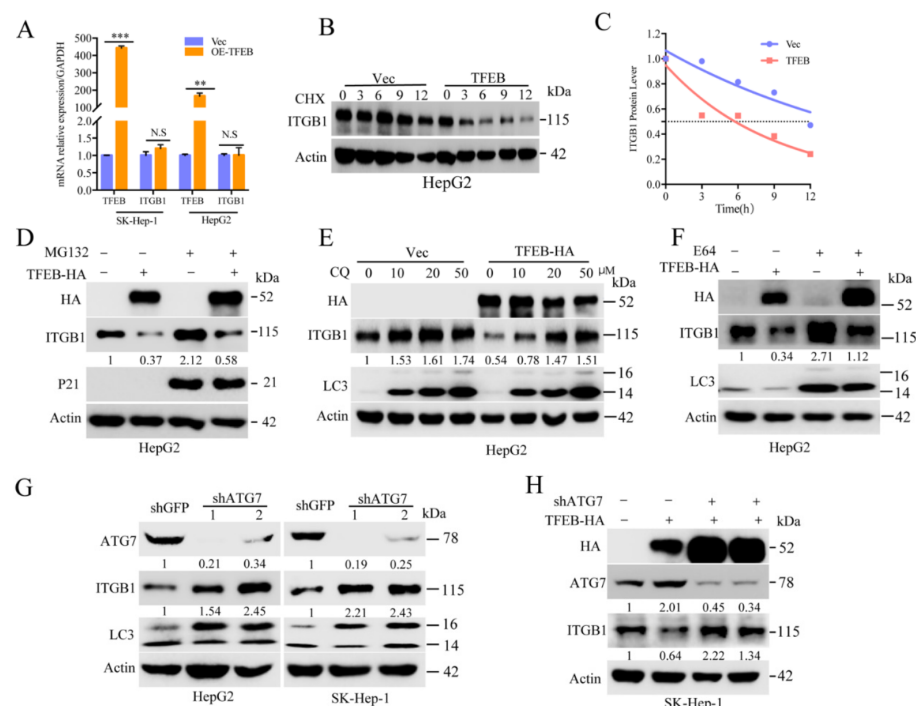 A
Vec
OE-TFEB
mRNA relative expression/GAPDH
500
400
300
200
100
1.0
0.5
0.0
***
N.S
**
N.S
TFEB ITGB1 TFEB ITGB1
SK-Hep-1 HepG2
B
Vec TFEB
CHX 0 3 6 9 12 0 3 6 9 12 kDa
ITGB1 115
Actin 42
HepG2
C
Vec
TFEB
ITGB1 Protein Lever
1.2
1.0
0.8
0.6
0.4
0.2
0.0
0 3 6 9 12
Time(h)
D
MG132 – – + +
TFEB-HA – + – + kDa
HA 52
ITGB1 115
1 0.37 2.12 0.58
P21 21
Actin 42
HepG2
E
Vec TFEB-HA
CQ 0 10 20 50 0 10 20 50 μM
kDa
HA 52
ITGB1 115
1 1.53 1.61 1.74 0.54 0.78 1.47 1.51
LC3 16
14
Actin 42
HepG2
F
E64 – – + +
TFEB-HA – + – + kDa
HA 52
ITGB1 115
1 0.34 2.71 1.12
LC3 16
14
Actin 42
HepG2
G
shGFP shATG7 shGFP shATG7
1 2 1 2 kDa
ATG7 78
1 0.21 0.34 1 0.19 0.25
ITGB1 115
1 1.54 2.45 1 2.21 2.43
LC3 16
14
Actin 42
HepG2 SK-Hep-1
H
shATG7 – – + +
TFEB-HA – + + + kDa
HA 52
ATG7 78
1 2.01 0.45 0.34
ITGB1 115
1 0.64 2.22 1.34
Actin 42
SK-Hep-1